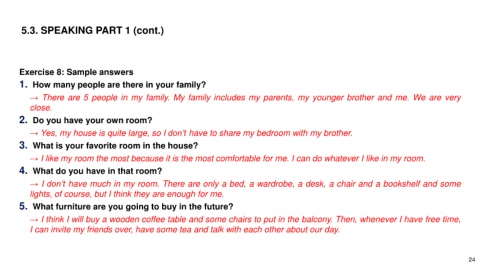 5.3. SPEAKING PART 1 (cont.)
Exercise 8: Sample answers
1. How many people are there in your family?
→ There are 5 people in my family. My family includes my parents, my younger brother and me. We are very
close.
2. Do you have your own room?
→ Yes, my house is quite large, so I don't have to share my bedroom with my brother.
3. What is your favorite room in the house?
→ I like my room the most because it is the most comfortable for me. I can do whatever I like in my room.
4. What do you have in that room?
→ I don't have much in my room. There are only a bed, a wardrobe, a desk, a chair and a bookshelf and some
lights, of course, but I think they are enough for me.
5. What furniture are you going to buy in the future?
→ I think I will buy a wooden coffee table and some chairs to put in the balcony. Then, whenever I have free time,
I can invite my friends over, have some tea and talk with each other about our day.
24